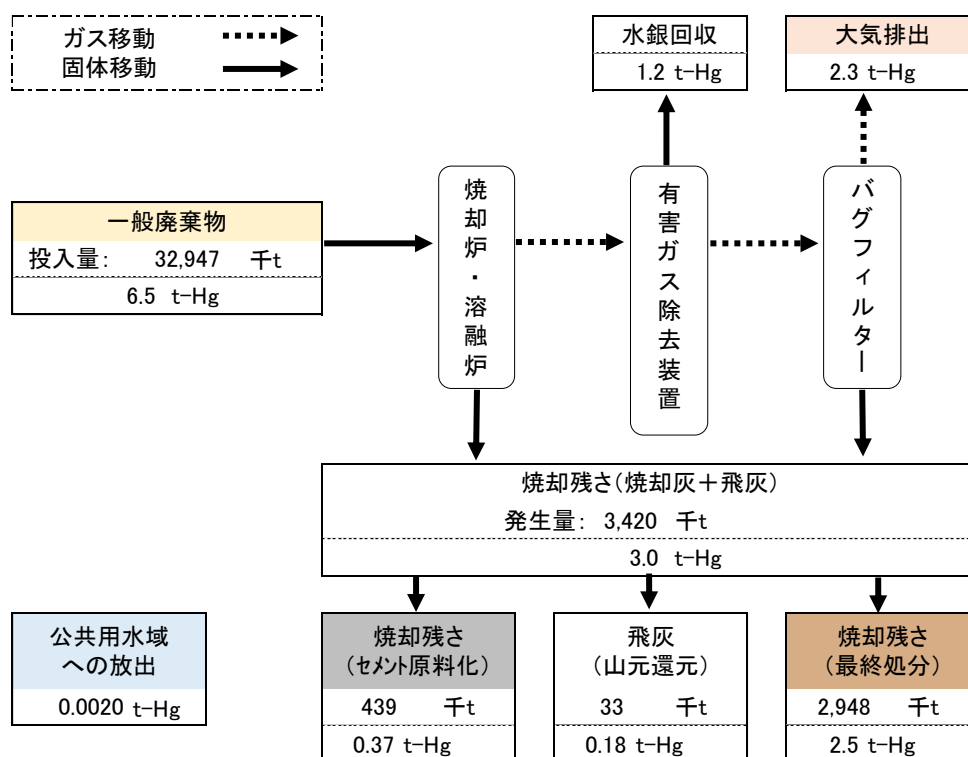 ガス移動
固体移動
水銀回収
1.2 t-Hg
大気排出
2.3 t-Hg
一般廃棄物
投入量: 32,947 千t
6.5 t-Hg
焼却炉・溶融炉
有害ガス除去装置
バグフィルター
焼却残さ(焼却灰+飛灰)
発生量: 3,420 千t
3.0 t-Hg
公共用水域
への放出
0.0020 t-Hg
焼却残さ
(セメント原料化)
439 千t
0.37 t-Hg
飛灰
(山元還元)
33 千t
0.18 t-Hg
焼却残さ
(最終処分)
2,948 千t
2.5 t-Hg